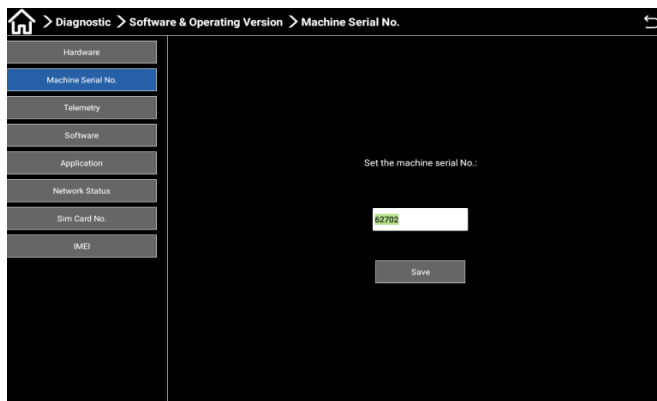 Diagnostic Software & Operating Version Machine Serial No.
Hardware
Machine Serial No.
Telemetry
Software
Application
Network Status
Sim Card No.
IMEI
Set the machine serial No.:
62702
Save